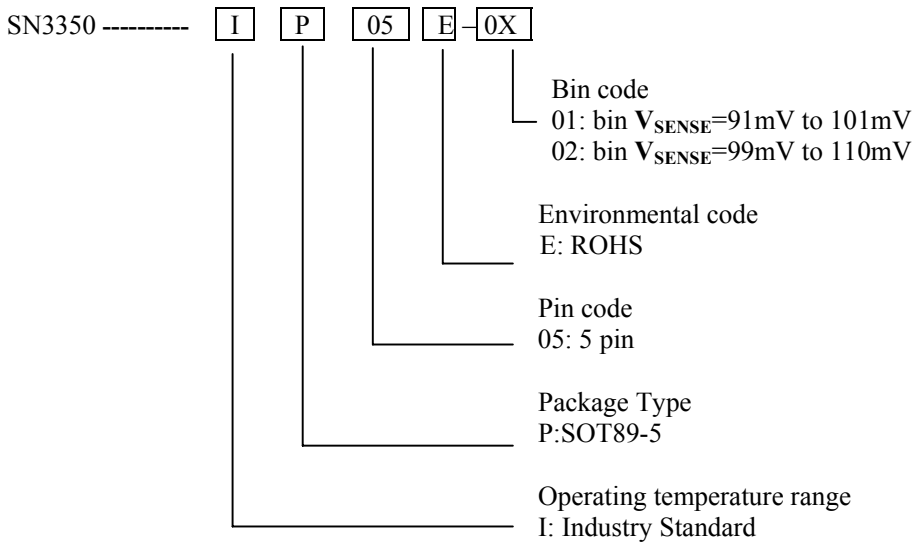 SN3350 ---------- I P 05 E – 0X
Bin code
01: bin VSENSE=91mV to 101mV
02: bin VSENSE=99mV to 110mV
Environmental code
E: ROHS
Pin code
05: 5 pin
Package Type
P:SOT89-5
Operating temperature range
I: Industry Standard